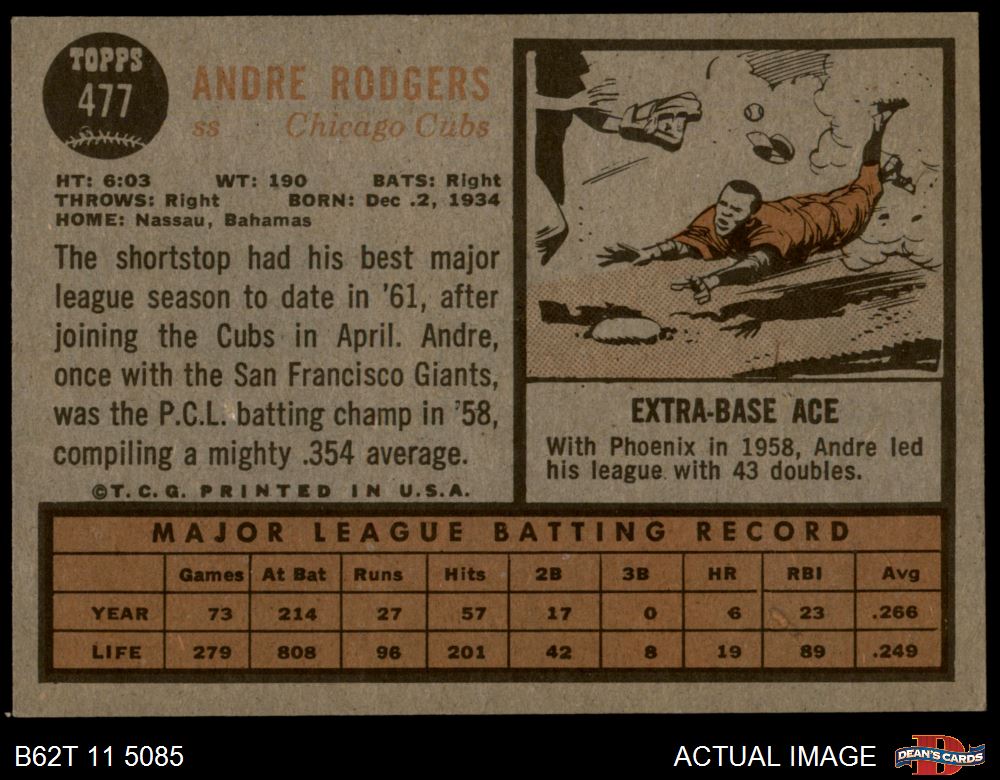 TOPPS
477
ANDRE RODGERS
ss Chicago Cubs
HT: 6:03 WT: 190 BATS: Right
THROWS: Right BORN: Dec .2, 1934
HOME: Nassau, Bahamas
The shortstop had his best major
league season to date in '61, after
joining the Cubs in April. Andre,
once with the San Francisco Giants,
was the P.C.L. batting champ in '58,
compiling a mighty .354 average.
©T.C.G. PRINTED IN U.S.A.
EXTRA-BASE ACE
With Phoenix in 1958, Andre led
his league with 43 doubles.
MAJOR LEAGUE BATTING RECORD
Games At Bat Runs Hits 2B 3B HR RBI Avg
YEAR 73 214 27 57 17 0 6 23 .266
LIFE 279 808 96 201 42 8 19 89 .249
B62T 11 5085 ACTUAL IMAGE DEAN'S CARDS